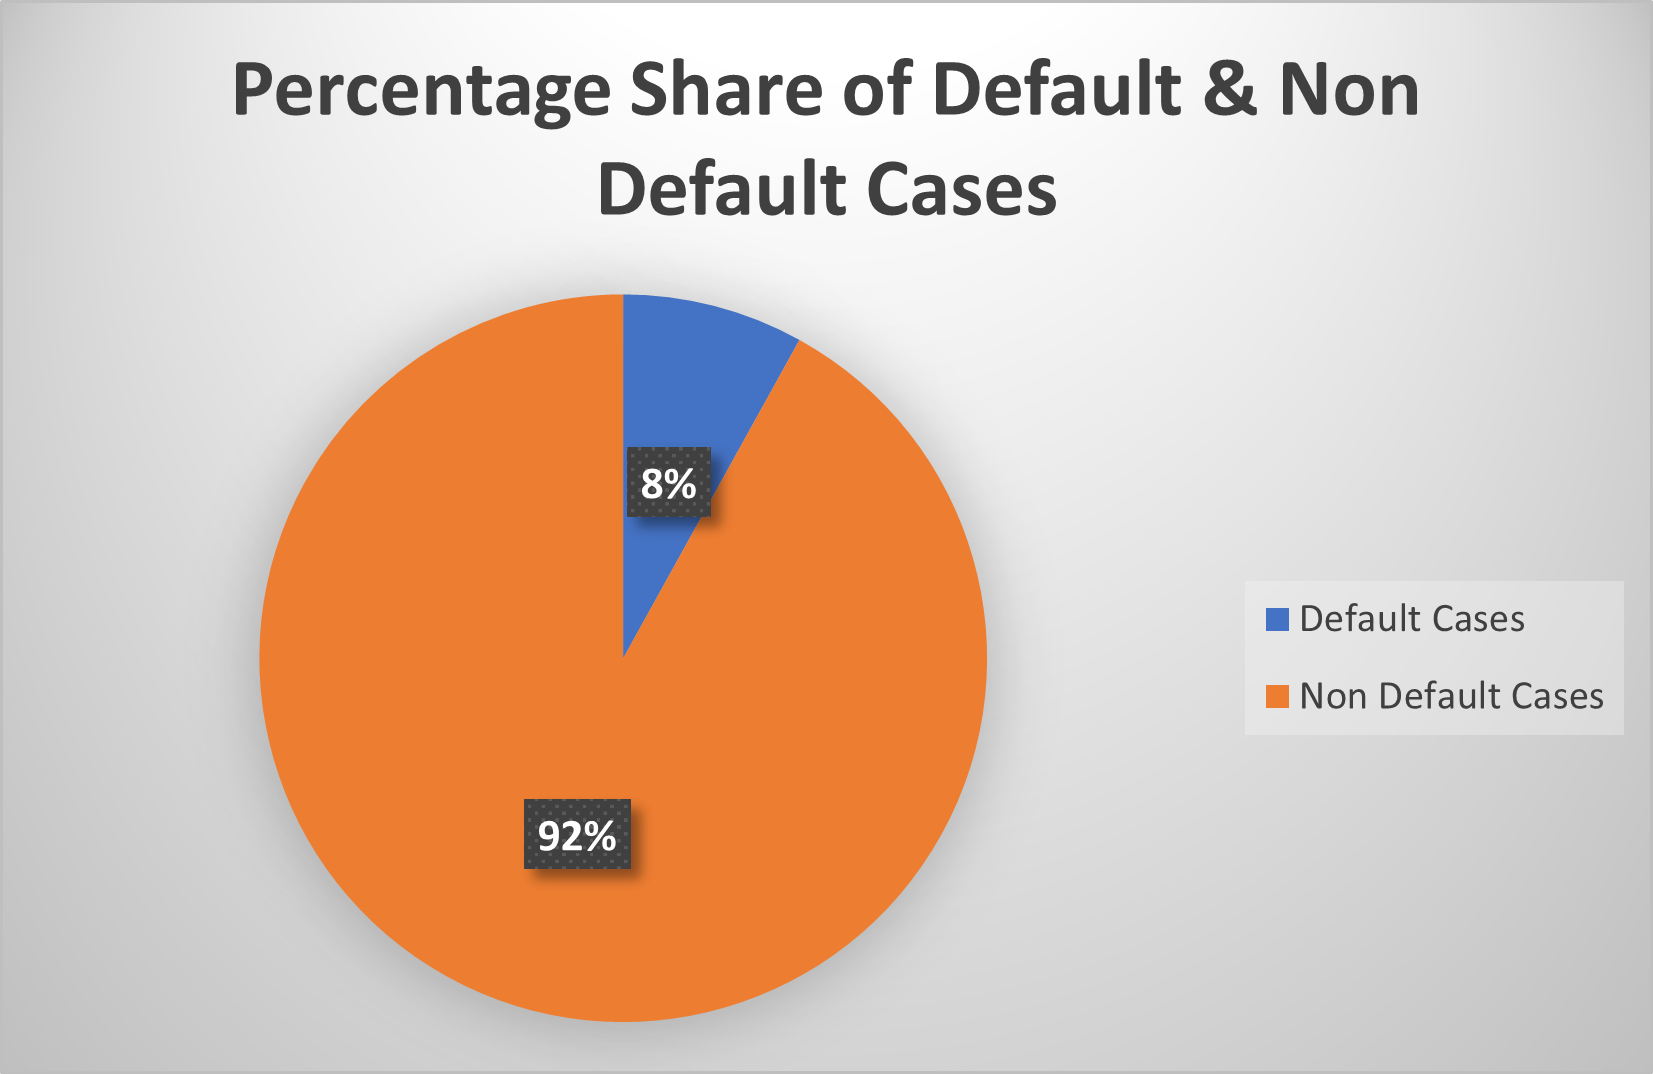 Percentage Share of Default & Non
Default Cases
8%
92%
Default Cases
Non Default Cases